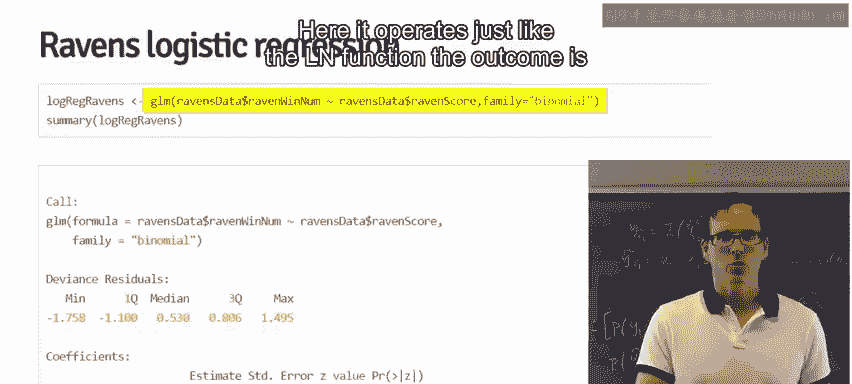 Ravens logistic regression
Here it operates just like
the LN function the outcome is
logRegRavens <- glm(ravensData$ravenWinNum ~ ravensData$ravenScore,family="binomial")
summary(logRegRavens)
Call:
glm(formula = ravensData$ravenWinNum ~ ravensData$ravenScore,
family = "binomial")
Deviance Residuals:
Min 1Q Median 3Q Max
-1.758 -1.100 0.530 0.806 1.495
Coefficients:
Estimate Std. Error z value Pr(>|z|)